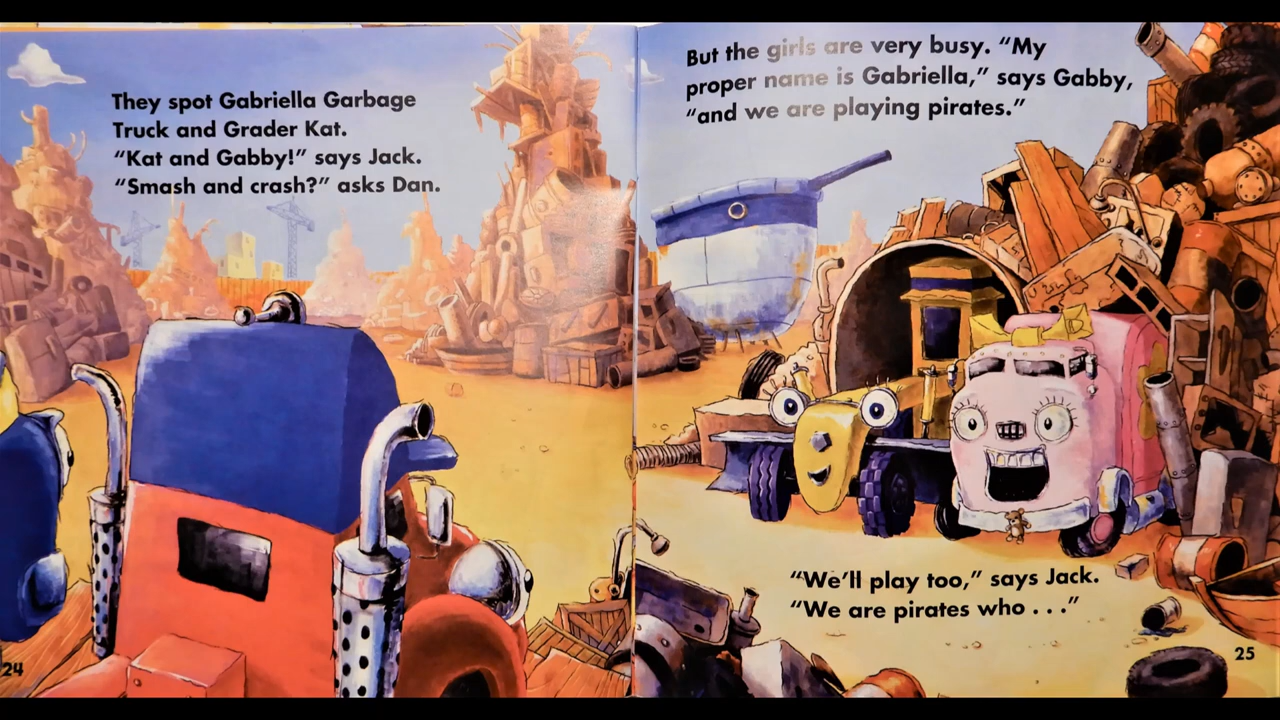 They spot Gabriella Garbage
Truck and Grader Kat.
“Kat and Gabby!” says Jack.
“Smash and crash?” asks Dan.
24
But the girls are very busy. “My
proper name is Gabriella,” says Gabby,
“and we are playing pirates.”
“We’ll play too,” says Jack.
“We are pirates who . . .”
25